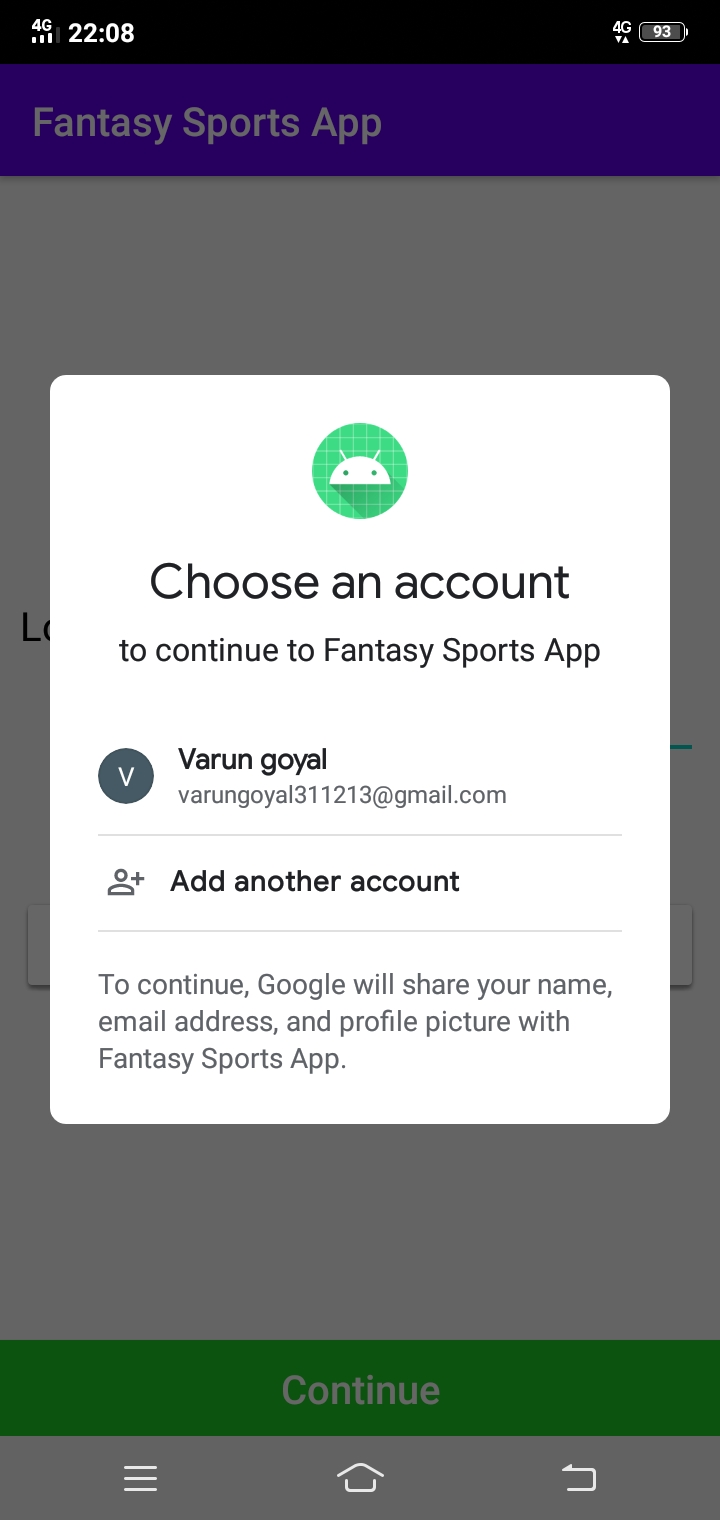 4G 22:08 4G 93
Fantasy Sports App
Choose an account
to continue to Fantasy Sports App
V
Varun goyal
varungoyal311213@gmail.com
Add another account
To continue, Google will share your name,
email address, and profile picture with
Fantasy Sports App.
Continue